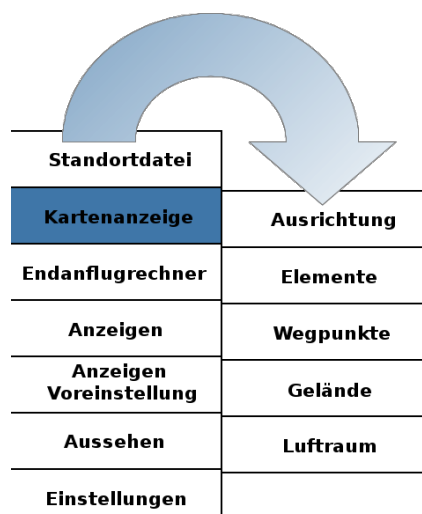 Standortdatei
Kartenanzeige
Endanflugrechner
Anzeigen
Anzeigen
Voreinstellung
Aussehen
Einstellungen
Ausrichtung
Elemente
Wegpunkte
Gelände
Luftraum